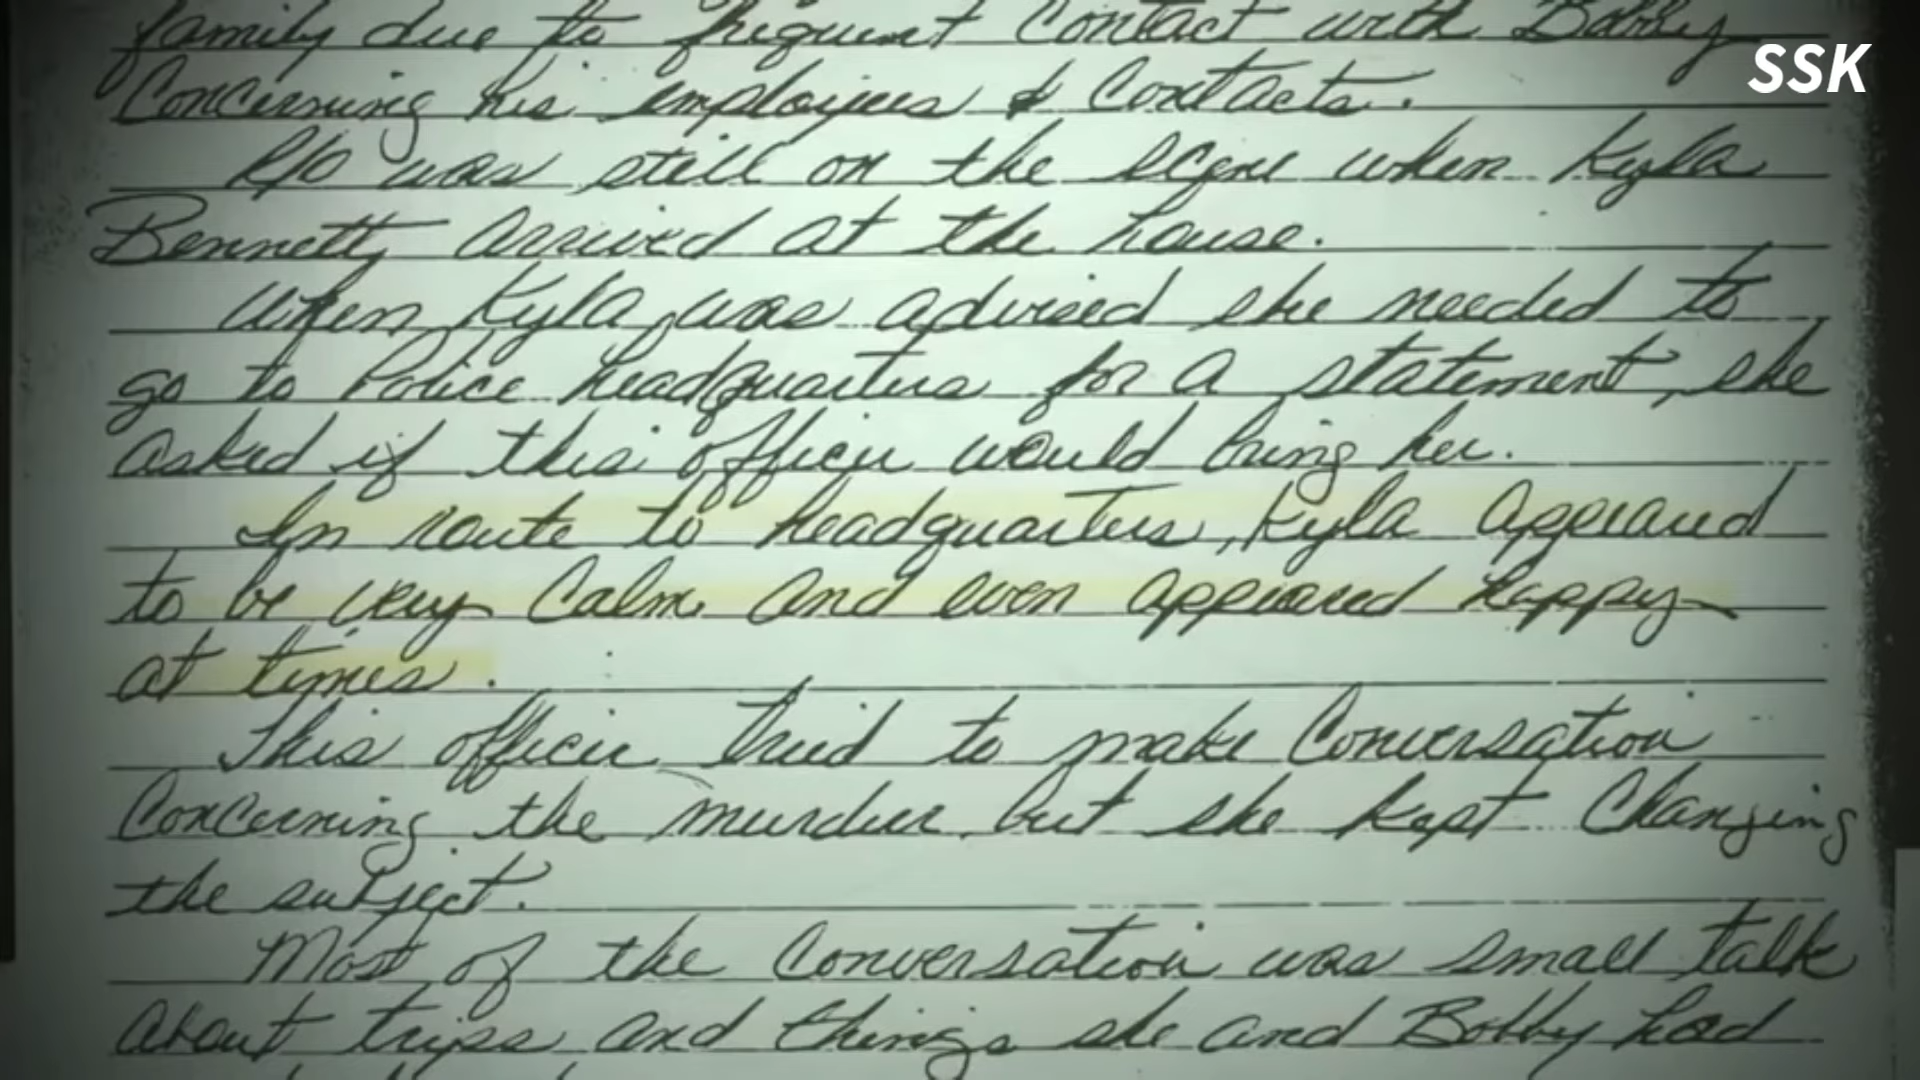 family due to frequent Contact with Bobby
SSK
Concerning his employees & Contacts.
R/O was still on the scene when Kyla
Bennett arrived at the house.
When Kyla was advised she needed to
go to Police headquarters for a statement, she
asked if this officer would bring her.
In route to headquarters, Kyla appeared
to be very Calm and even appeared happy
at times.
This officer tried to make Conversation
Concerning the murder but she kept Changing
the subject.
Most of the Conversation was small talk
About trips and things she and Bobby had